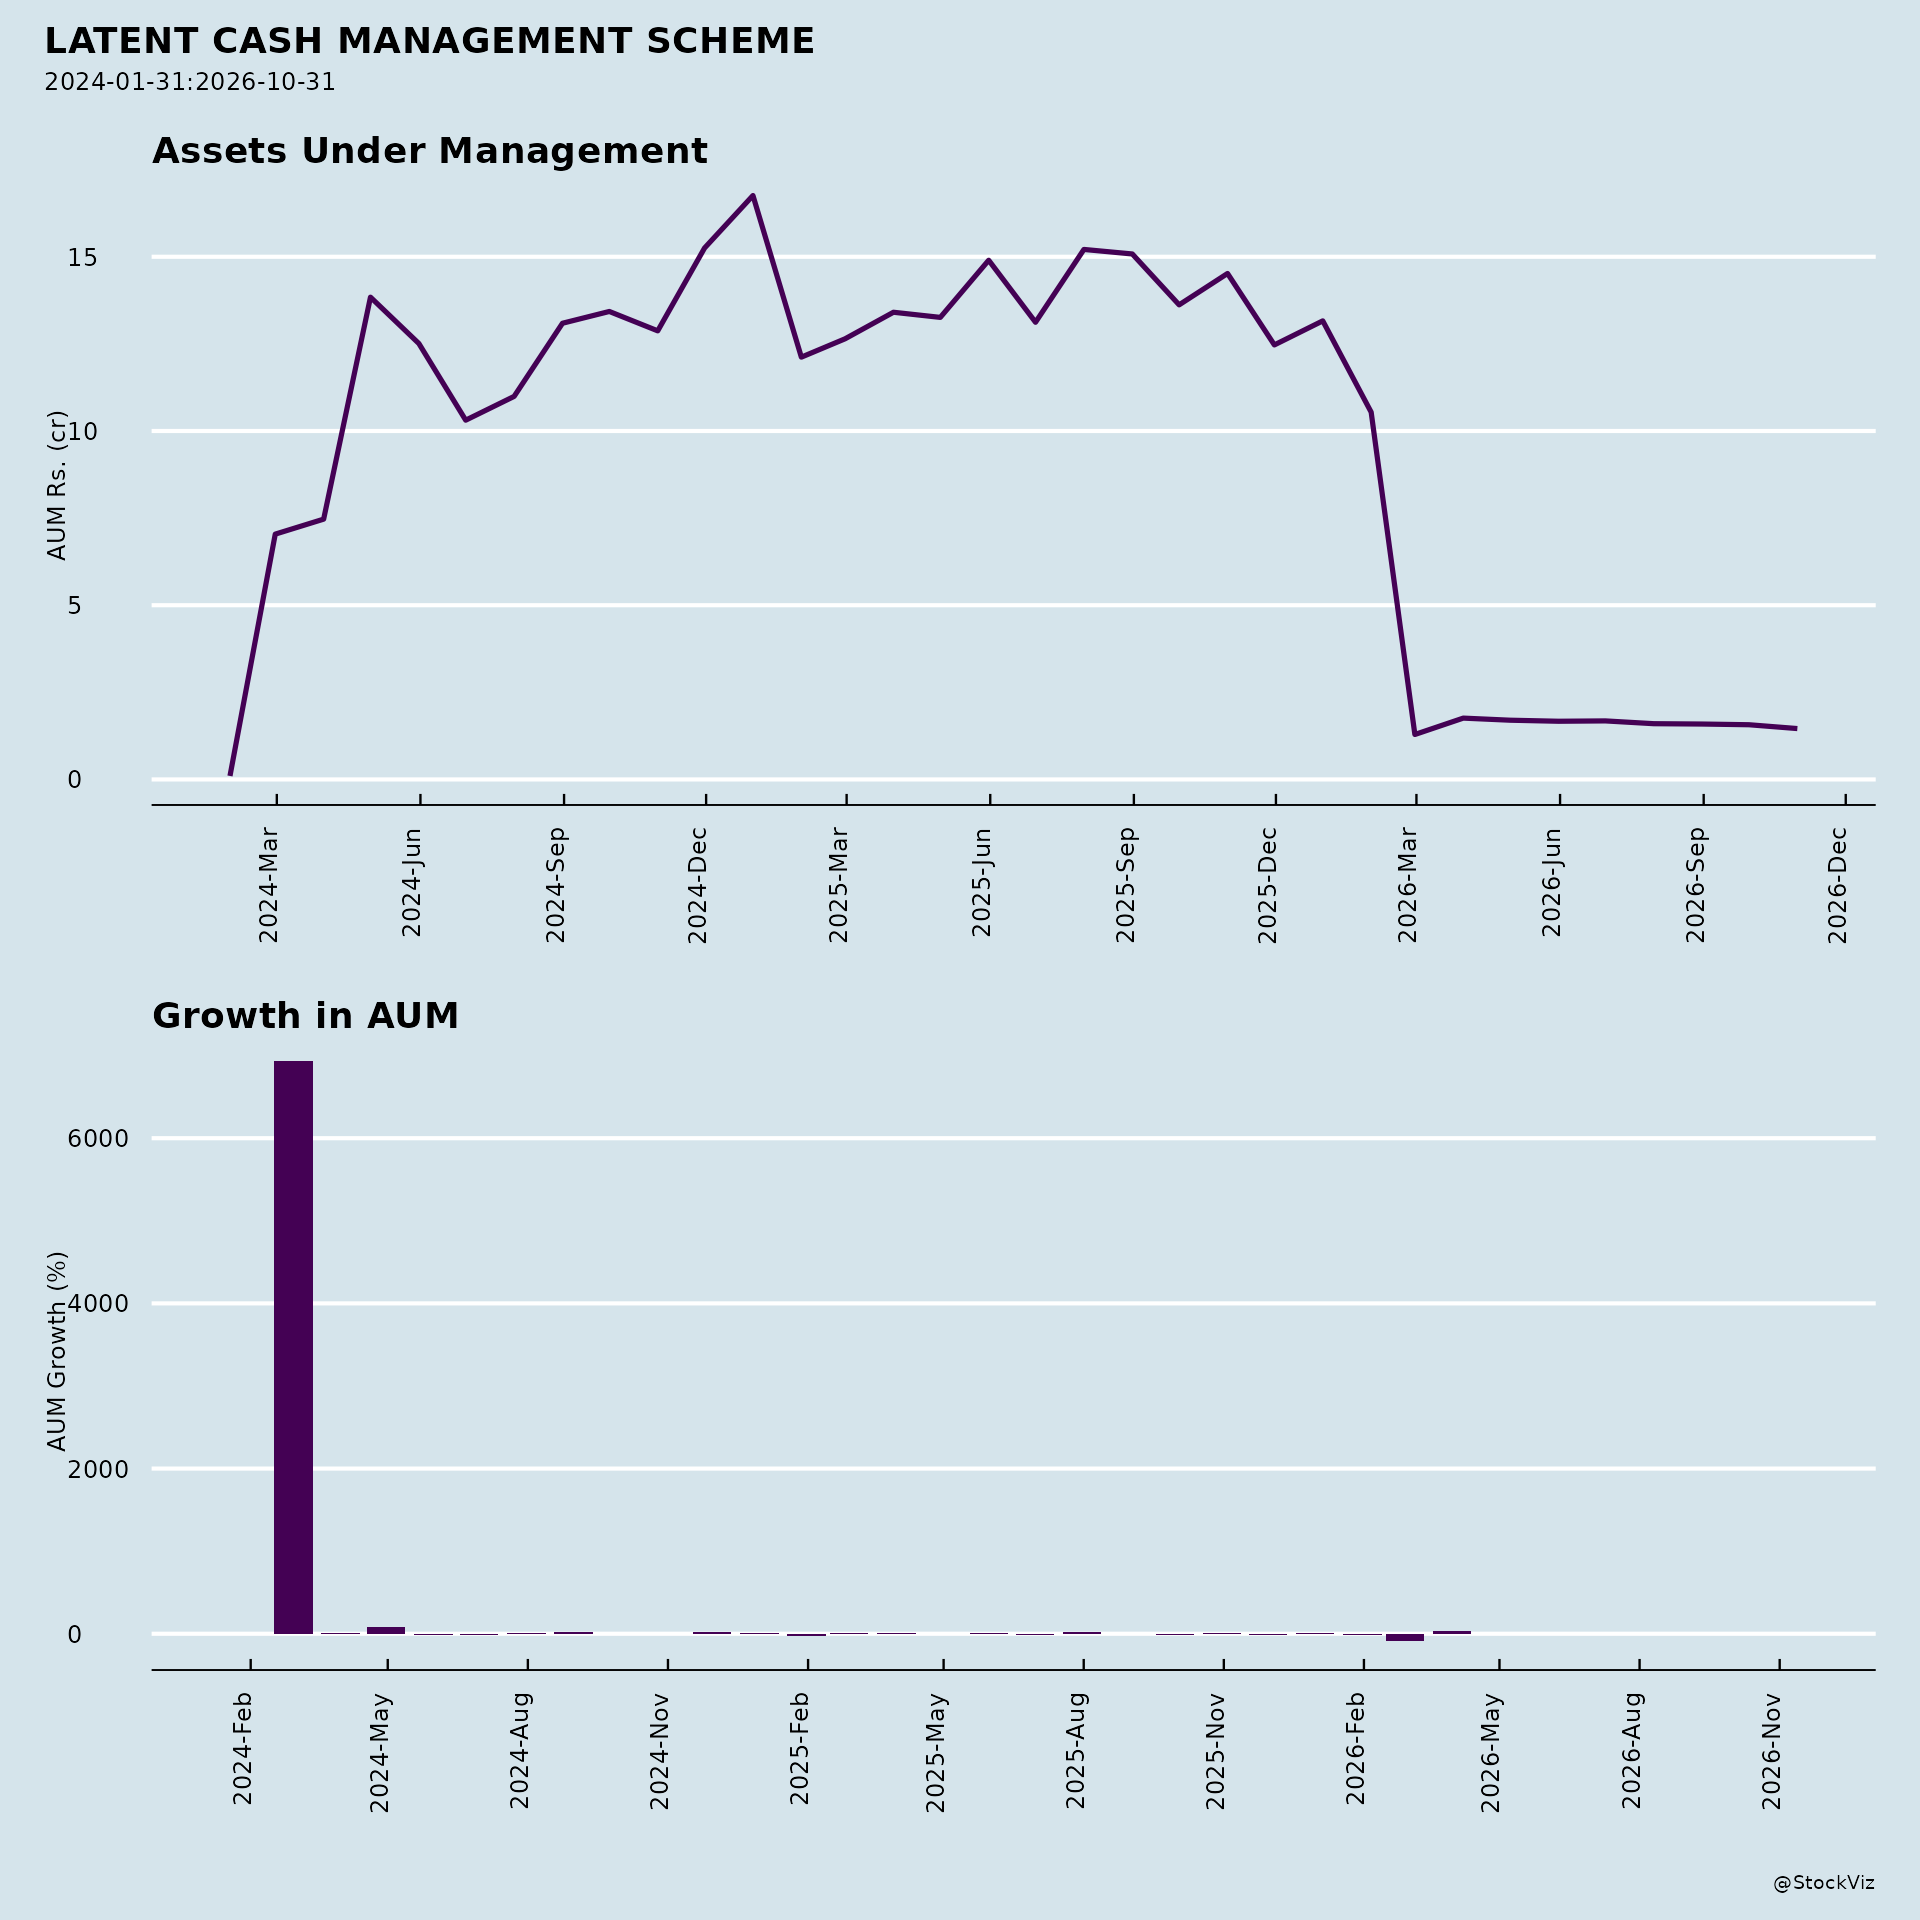 LATENT CASH MANAGEMENT SCHEME
2024-01-31:2026-10-31
Assets Under Management
AUM Rs. (cr)
15
10
5
0
2024-Mar
2024-Jun
2024-Sep
2024-Dec
2025-Mar
2025-Jun
2025-Sep
2025-Dec
2026-Mar
2026-Jun
2026-Sep
2026-Dec
Growth in AUM
AUM Growth (%)
6000
4000
2000
0
2024-Feb
2024-May
2024-Aug
2024-Nov
2025-Feb
2025-May
2025-Aug
2025-Nov
2026-Feb
2026-May
2026-Aug
2026-Nov
@StockViz